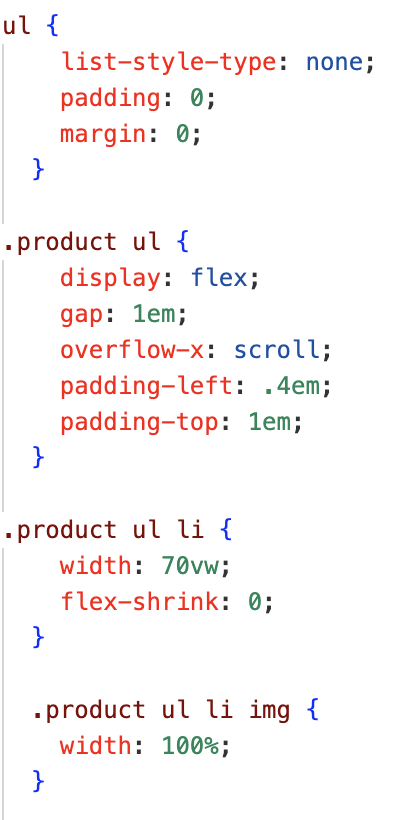 ul {
list-style-type: none;
padding: 0;
margin: 0;
}
.product ul {
display: flex;
gap: 1em;
overflow-x: scroll;
padding-left: .4em;
padding-top: 1em;
}
.product ul li {
width: 70vw;
flex-shrink: 0;
}
.product ul li img {
width: 100%;
}